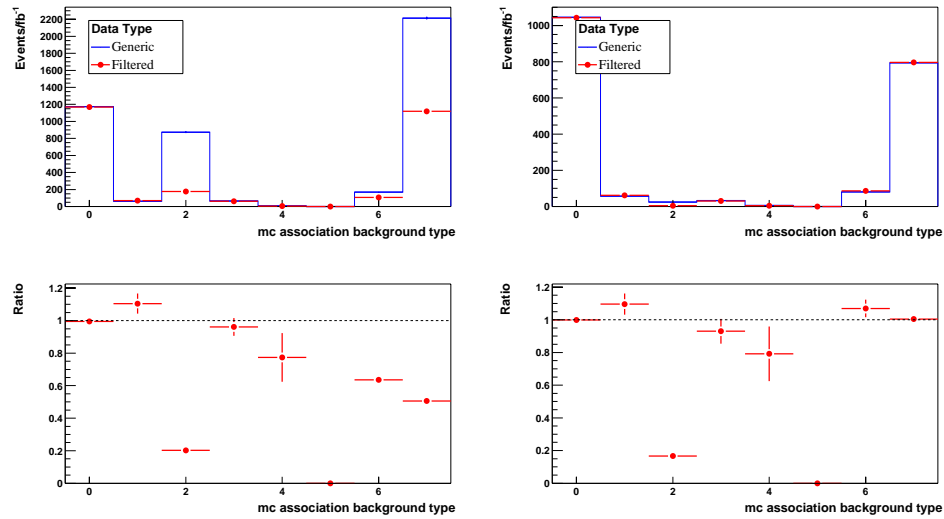 Events/fb⁻¹
2200
2000
1800
1600
1400
1200
1000
800
600
400
200
0
Data Type
Generic
Filtered
0 2 4 6
mc association background type
Events/fb⁻¹
1000
800
600
400
200
0
Data Type
Generic
Filtered
0 2 4 6
mc association background type
Ratio
1.2
1
0.8
0.6
0.4
0.2
0
0 2 4 6
mc association background type
Ratio
1.2
1
0.8
0.6
0.4
0.2
0
0 2 4 6
mc association background type